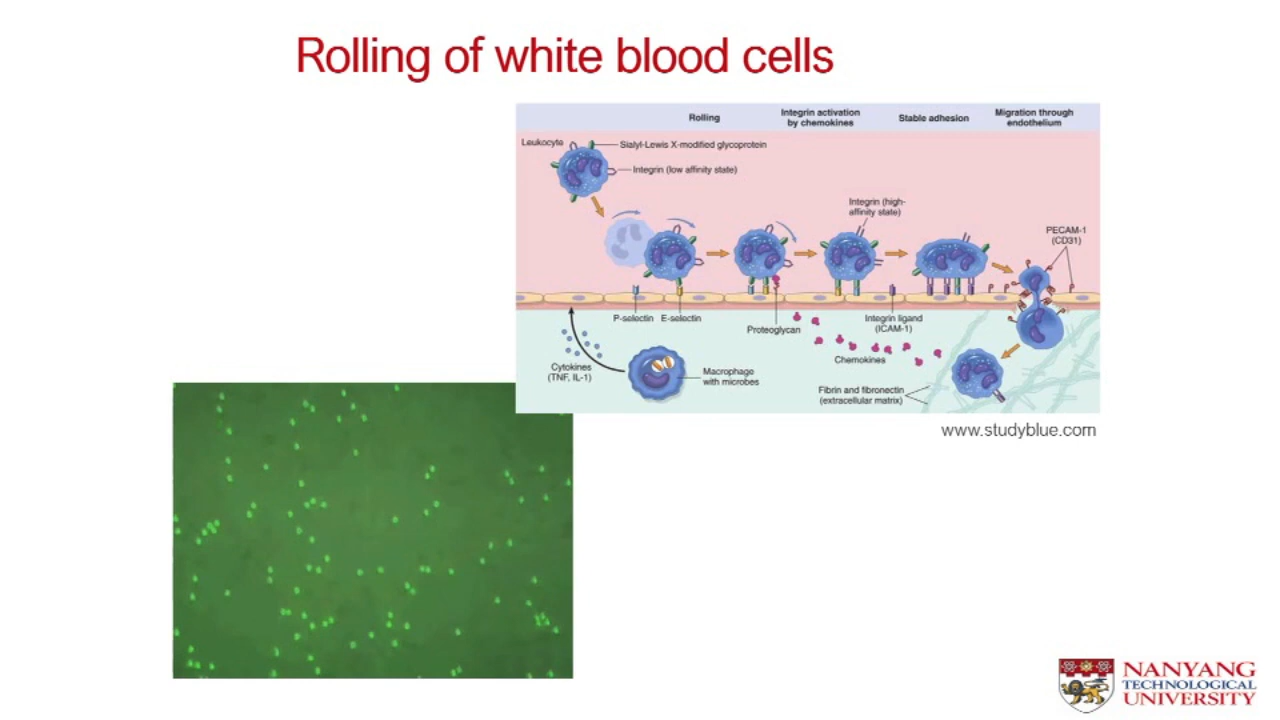 Rolling of white blood cells
Rolling
Integrin activation
by chemokines
Stable adhesion
Migration through
endothelium
Leukocyte
Sialyl-Lewis X-modified glycoprotein
Integrin (low affinity state)
Integrin (high-
affinity state)
PECAM-1
(CD31)
P-selectin
E-selectin
Proteoglycan
Integrin ligand
(ICAM-1)
Cytokines
(TNF, IL-1)
Macrophage
with microbes
Chemokines
Fibrin and fibronectin
(extracellular matrix)
www.studyblue.com
NANYANG
TECHNOLOGICAL
UNIVERSITY